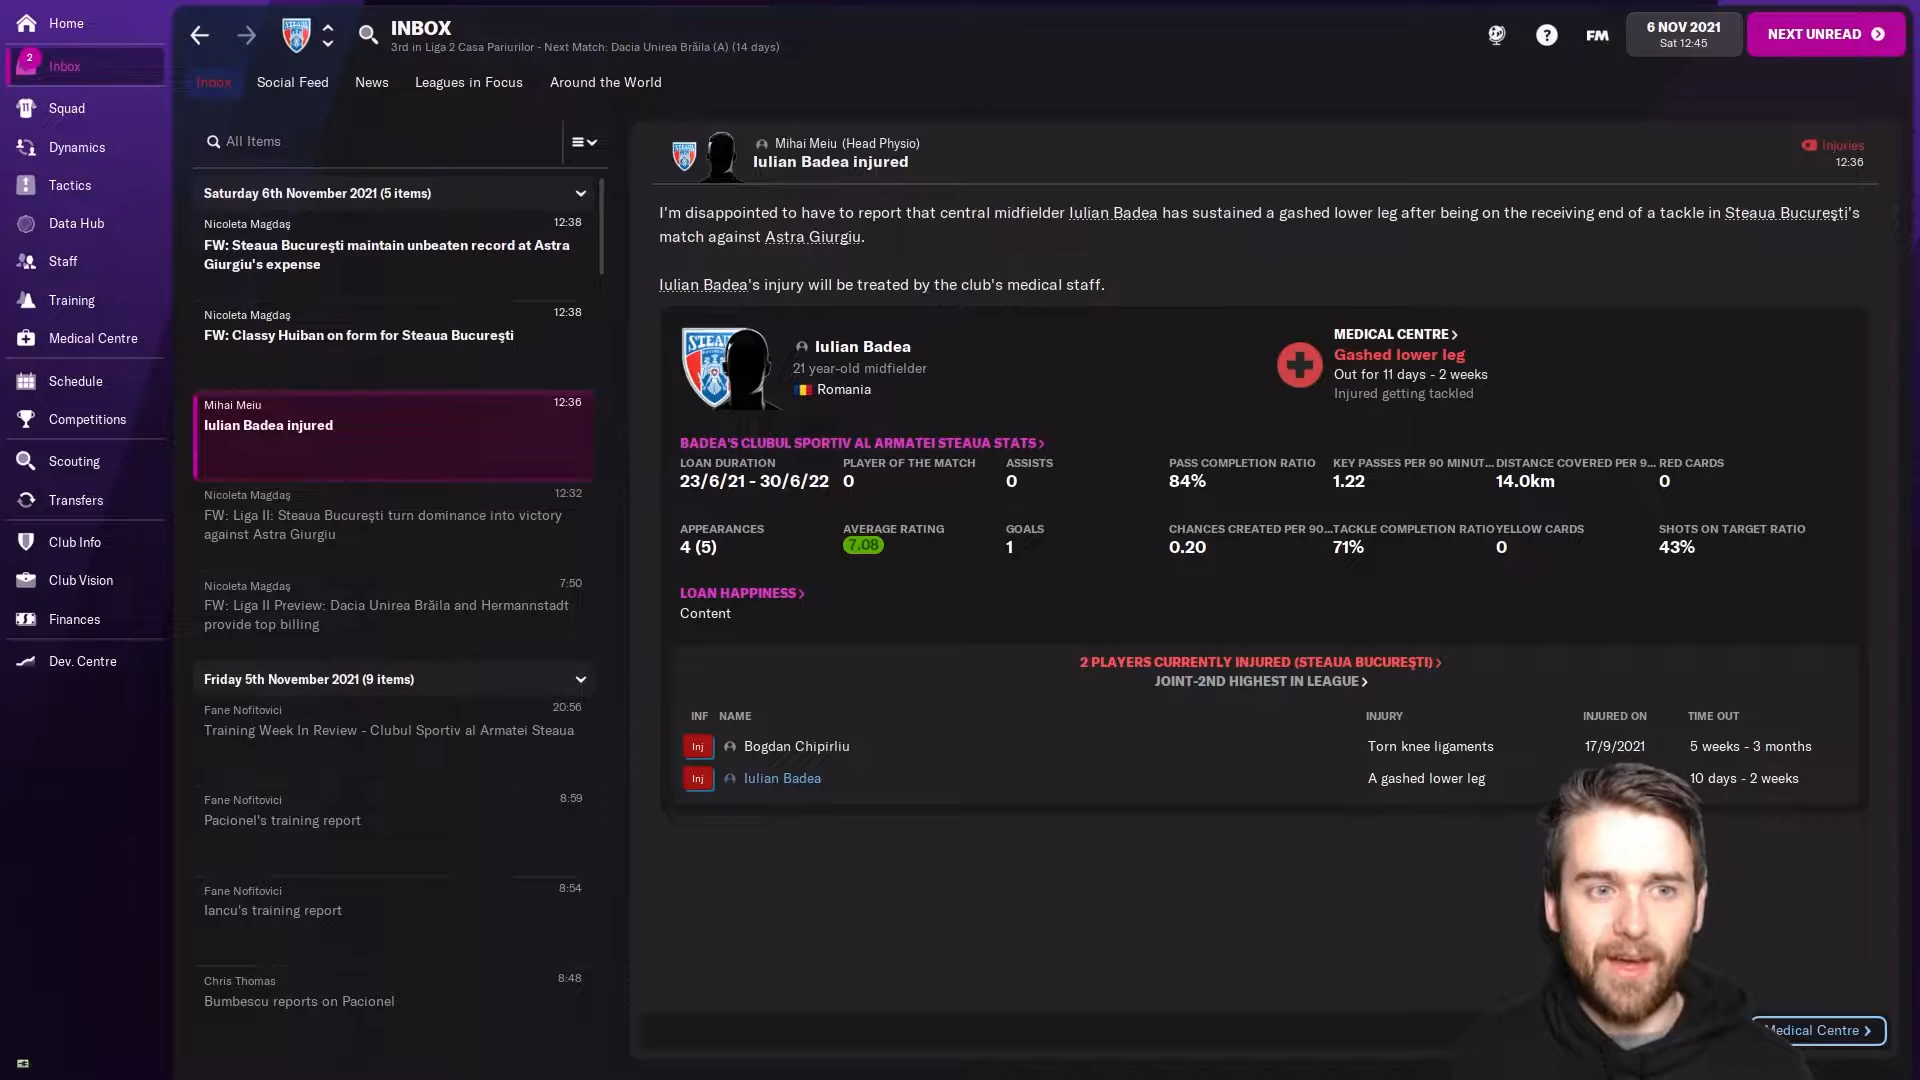 Home
2
Inbox
Squad
Dynamics
Tactics
Data Hub
Staff
Training
Medical Centre
Schedule
Competitions
Scouting
Transfers
Club Info
Club Vision
Finances
Dev. Centre
INBOX
3rd in Liga 2 Casa Pariurilor - Next Match: Dacia Unirea Brăila (A) (14 days)
FM
6 NOV 2021
Sat 12:45
NEXT UNREAD
Inbox
Social Feed
News
Leagues in Focus
Around the World
All Items
Saturday 6th November 2021 (5 items)
Nicoleta Magdaş
12:38
FW: Steaua Bucureşti maintain unbeaten record at Astra
Giurgiu's expense
Nicoleta Magdaş
12:38
FW: Classy Huiban on form for Steaua Bucureşti
Mihai Meiu
12:36
Iulian Badea injured
Nicoleta Magdaş
12:32
FW: Liga II: Steaua Bucureşti turn dominance into victory
against Astra Giurgiu
Nicoleta Magdaş
7:50
FW: Liga II Preview: Dacia Unirea Brăila and Hermannstadt
provide top billing
Friday 5th November 2021 (9 items)
Fane Nofitovici
20:56
Training Week In Review - Clubul Sportiv al Armatei Steaua
Fane Nofitovici
8:59
Pacionel's training report
Fane Nofitovici
8:54
Iancu's training report
Chris Thomas
8:48
Bumbescu reports on Pacionel
Mihai Meiu (Head Physio)
Iulian Badea injured
Injuries
12:36
I'm disappointed to have to report that central midfielder Iulian Badea has sustained a gashed lower leg after being on the receiving end of a tackle in Steaua Bucureşti's
match against Astra Giurgiu.
Iulian Badea's injury will be treated by the club's medical staff.
Iulian Badea
21 year-old midfielder
Romania
MEDICAL CENTRE >
Gashed lower leg
Out for 11 days - 2 weeks
Injured getting tackled
BADEA'S CLUBUL SPORTIV AL ARMATEI STEAUA STATS >
LOAN DURATION PLAYER OF THE MATCH ASSISTS PASS COMPLETION RATIO KEY PASSES PER 90 MINUT... DISTANCE COVERED PER 9... RED CARDS
23/6/21 - 30/6/22 0 0 84% 1.22 14.0km 0
APPEARANCES AVERAGE RATING GOALS CHANCES CREATED PER 90... TACKLE COMPLETION RATIO YELLOW CARDS SHOTS ON TARGET RATIO
4 (5) 7.08 1 0.20 71% 0 43%
LOAN HAPPINESS >
Content
2 PLAYERS CURRENTLY INJURED (STEAUA BUCUREŞTI) >
JOINT-2ND HIGHEST IN LEAGUE >
INF NAME INJURY INJURED ON TIME OUT
Inj Bogdan Chipirliu Torn knee ligaments 17/9/2021 5 weeks - 3 months
Inj Iulian Badea A gashed lower leg 10 days - 2 weeks
Medical Centre >